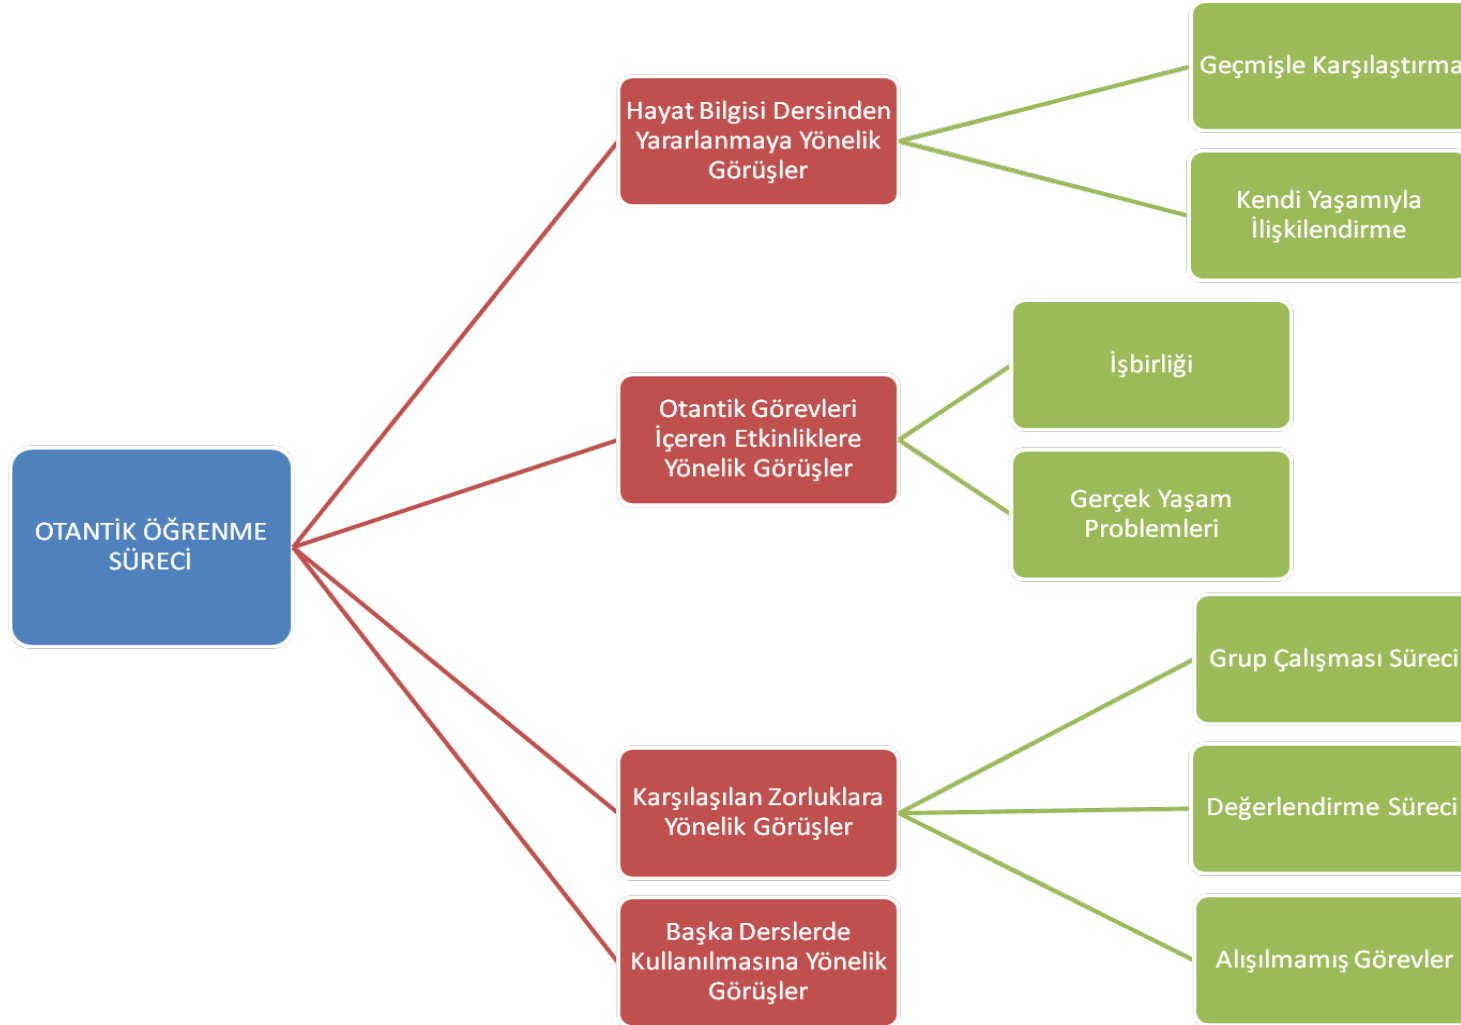 Geçmişle Karşılaştırma
Hayat Bilgisi Dersinden
Yararlanmaya Yönelik
Görüşler
Kendi Yaşamıyla
İlişkilendirme
İşbirliği
Otantik Görevleri
İçeren Etkinliklere
Yönelik Görüşler
Gerçek Yaşam
Problemleri
OTANTİK ÖĞRENME
SÜRECİ
Grup Çalışması Süreci
Karşılaşılan Zorluklara
Yönelik Görüşler
Değerlendirme Süreci
Başka Derslerde
Kullanılmasına Yönelik
Görüşler
Alışılmamış Görevler